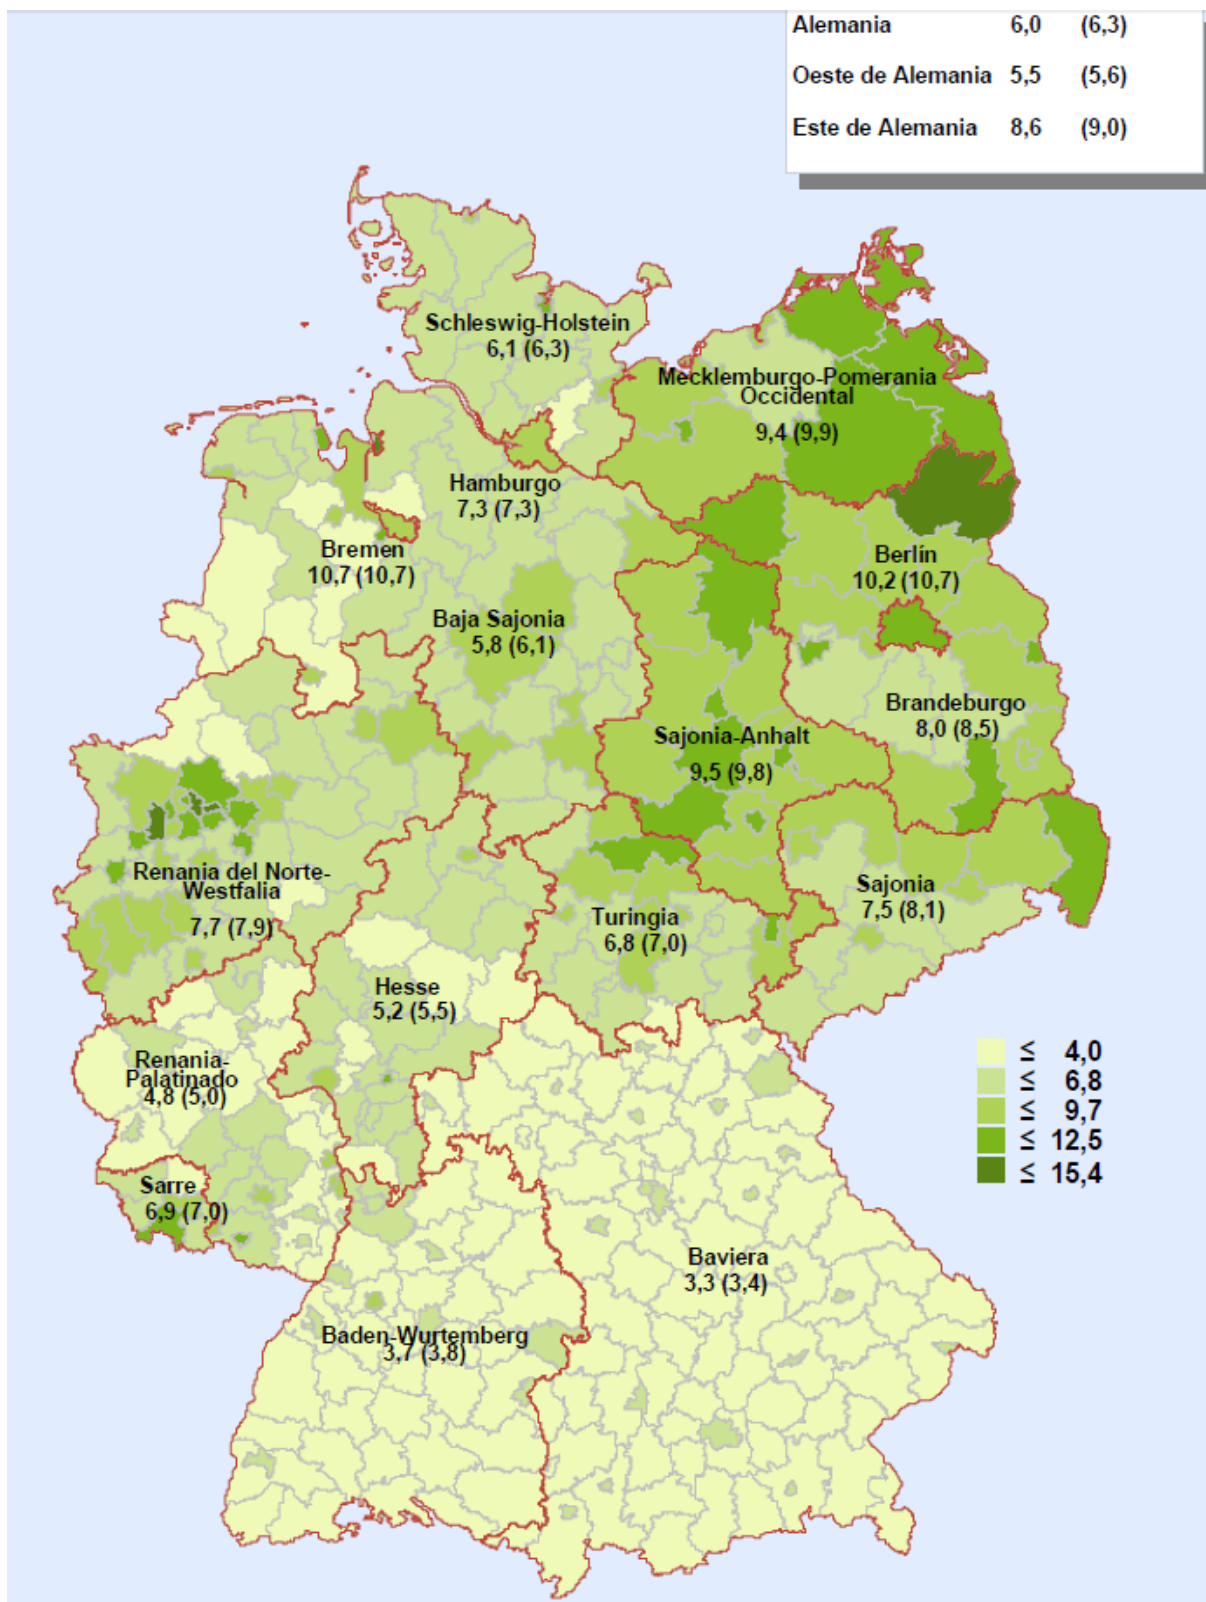 Alemania 6,0 (6,3)
Oeste de Alemania 5,5 (5,6)
Este de Alemania 8,6 (9,0)
Schleswig-Holstein
6,1 (6,3)
Mecklemburgo-Pomerania
Occidental
9,4 (9,9)
Hamburgo
7,3 (7,3)
Bremen
10,7 (10,7)
Berlín
10,2 (10,7)
Baja Sajonia
5,8 (6,1)
Brandeburgo
8,0 (8,5)
Sajonia-Anhalt
9,5 (9,8)
Renania del Norte-
Westfalia
7,7 (7,9)
Sajonia
7,5 (8,1)
Turingia
6,8 (7,0)
Hesse
5,2 (5,5)
Renania-
Palatinado
4,8 (5,0)
≤ 4,0
≤ 6,8
≤ 9,7
≤ 12,5
≤ 15,4
Sarre
6,9 (7,0)
Baviera
3,3 (3,4)
Baden-Wurtemberg
3,7 (3,8)